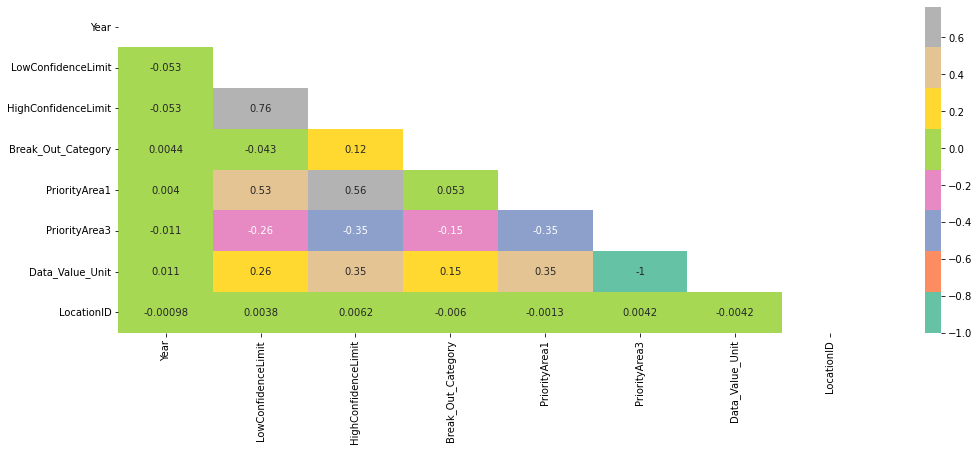 Year
LowConfidenceLimit -0.053
HighConfidenceLimit -0.053 0.76
Break_Out_Category 0.0044 -0.043 0.12
PriorityArea1 0.004 0.53 0.56 0.053
PriorityArea3 -0.011 -0.26 -0.35 -0.15 -0.35
Data_Value_Unit 0.011 0.26 0.35 0.15 0.35 -1
LocationID -0.00098 0.0038 0.0062 -0.006 -0.0013 0.0042 -0.0042
Year
LowConfidenceLimit
HighConfidenceLimit
Break_Out_Category
PriorityArea1
PriorityArea3
Data_Value_Unit
LocationID
0.6
0.4
0.2
0.0
−0.2
−0.4
−0.6
−0.8
−1.0